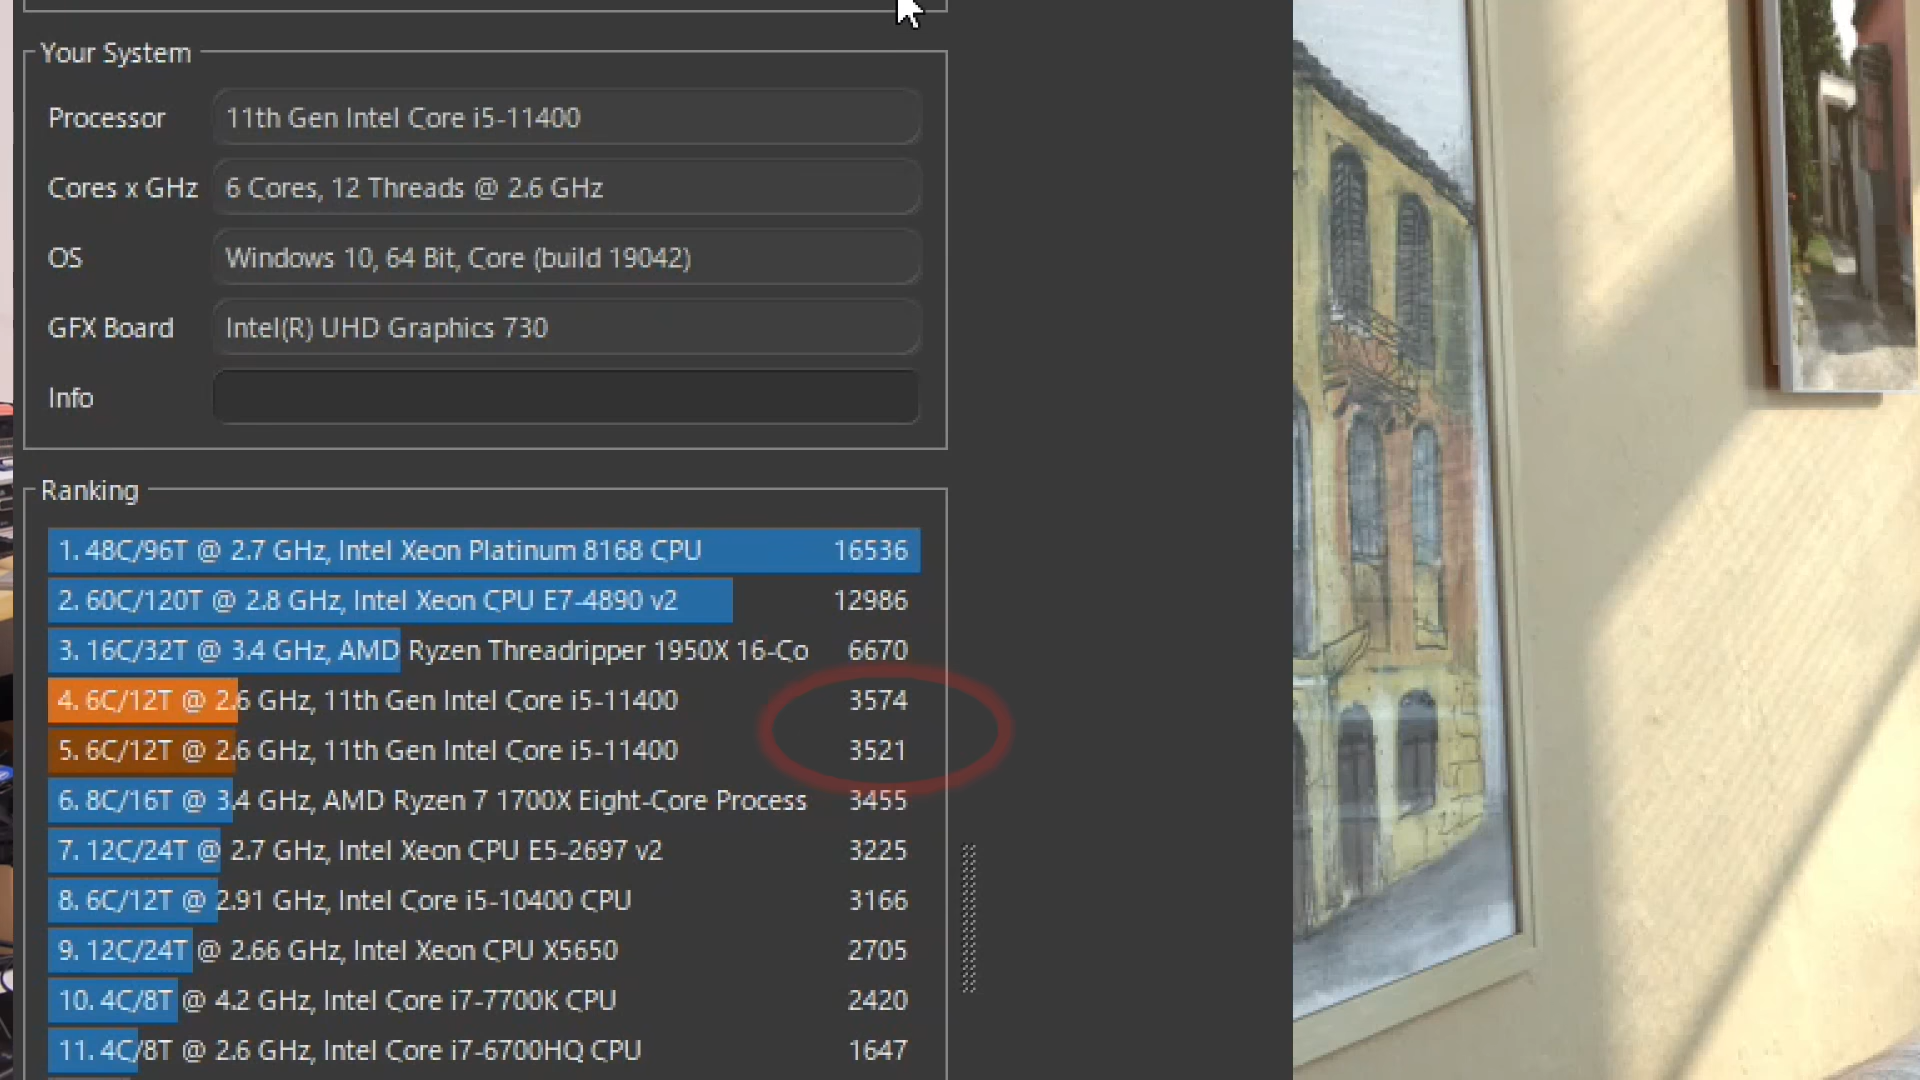 Your System
Processor 11th Gen Intel Core i5-11400
Cores x GHz 6 Cores, 12 Threads @ 2.6 GHz
OS Windows 10, 64 Bit, Core (build 19042)
GFX Board Intel(R) UHD Graphics 730
Info
Ranking
1. 48C/96T @ 2.7 GHz, Intel Xeon Platinum 8168 CPU 16536
2. 60C/120T @ 2.8 GHz, Intel Xeon CPU E7-4890 v2 12986
3. 16C/32T @ 3.4 GHz, AMD Ryzen Threadripper 1950X 16-Co 6670
4. 6C/12T @ 2.6 GHz, 11th Gen Intel Core i5-11400 3574
5. 6C/12T @ 2.6 GHz, 11th Gen Intel Core i5-11400 3521
6. 8C/16T @ 3.4 GHz, AMD Ryzen 7 1700X Eight-Core Process 3455
7. 12C/24T @ 2.7 GHz, Intel Xeon CPU E5-2697 v2 3225
8. 6C/12T @ 2.91 GHz, Intel Core i5-10400 CPU 3166
9. 12C/24T @ 2.66 GHz, Intel Xeon CPU X5650 2705
10. 4C/8T @ 4.2 GHz, Intel Core i7-7700K CPU 2420
11. 4C/8T @ 2.6 GHz, Intel Core i7-6700HQ CPU 1647